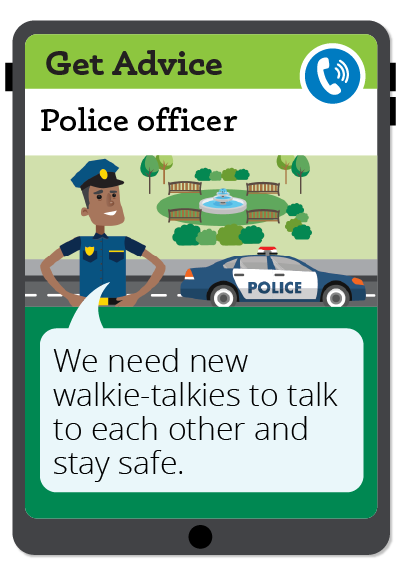 Get Advice
Police officer
POLICE
We need new
walkie-talkies to talk
to each other and
stay safe.